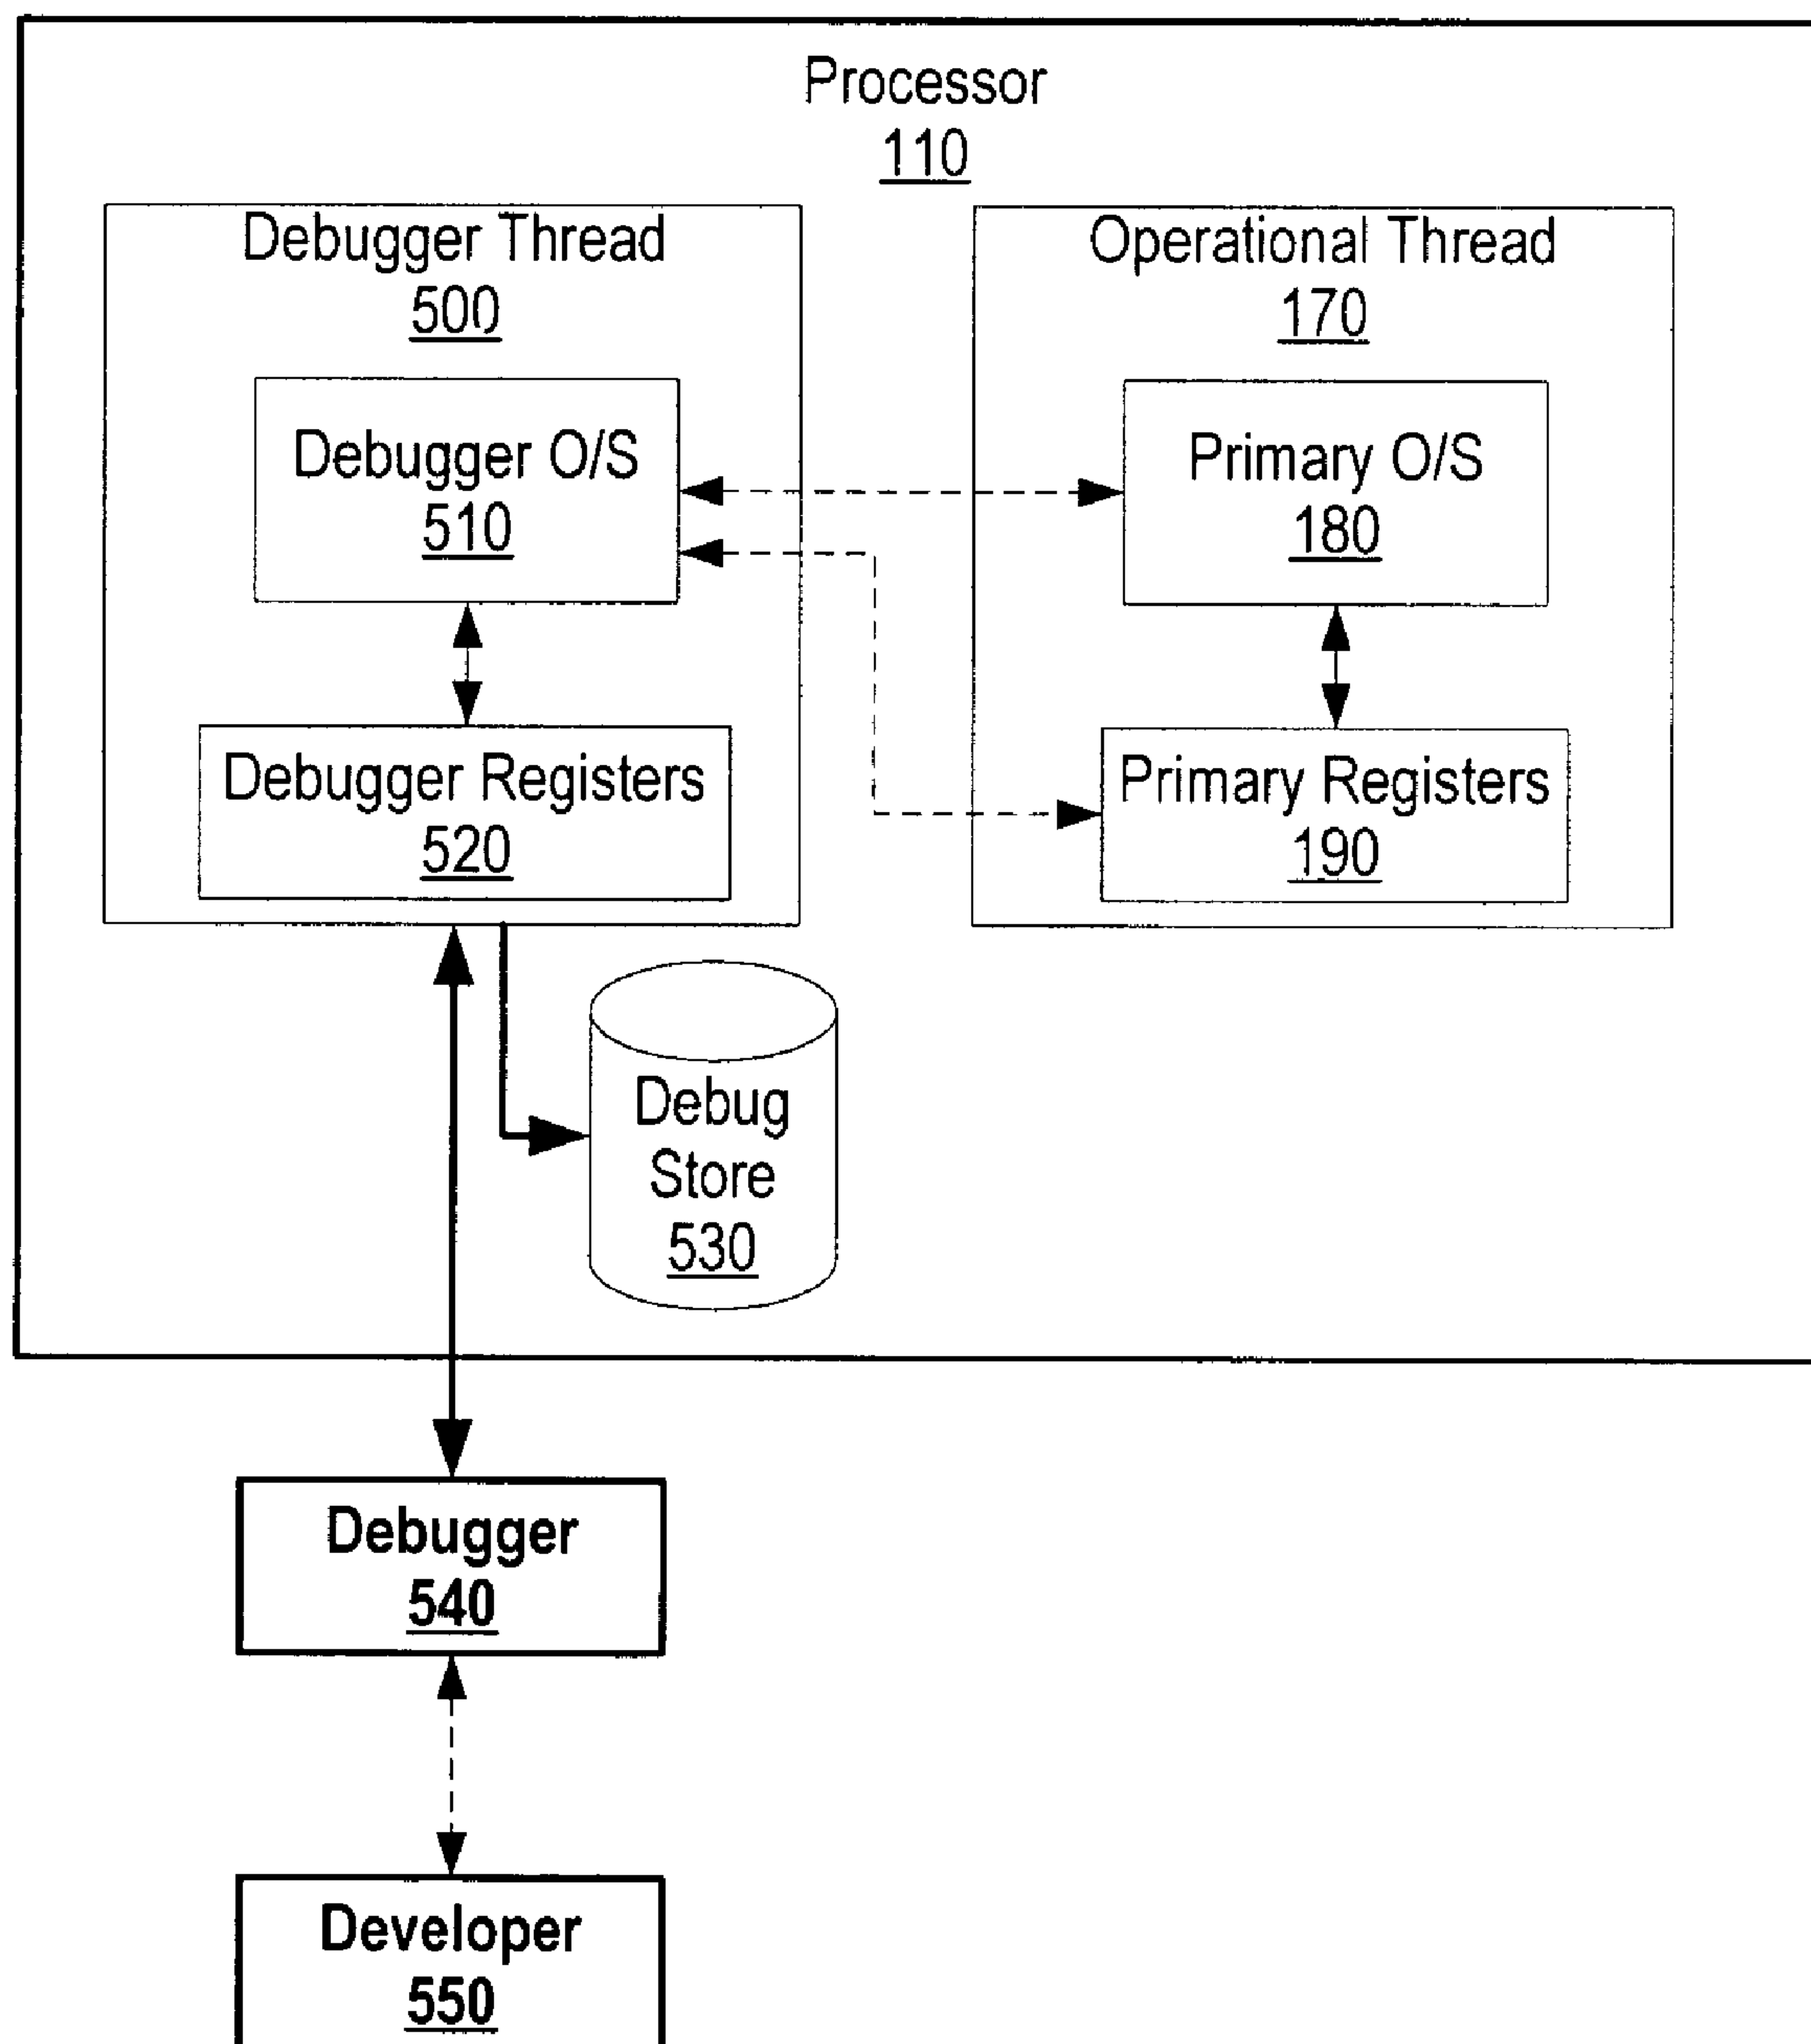 Processor
110
Debugger Thread
500
Operational Thread
170
Debugger O/S
510
Primary O/S
180
Debugger Registers
520
Primary Registers
190
Debug
Store
530
Debugger
540
Developer
550